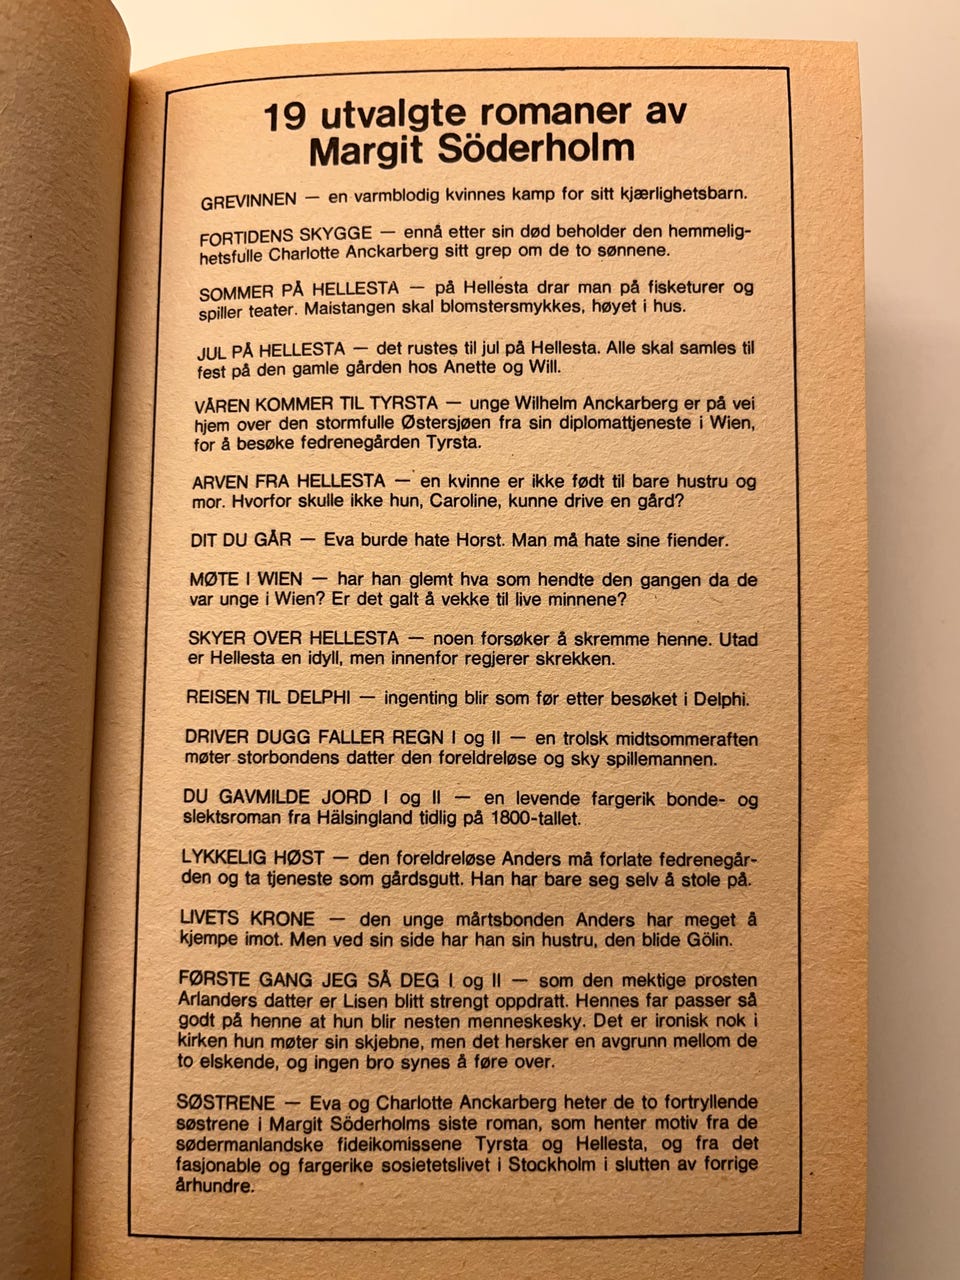 19 utvalgte romaner av
Margit Söderholm
GREVINNEN — en varmblodig kvinnes kamp for sitt kjærlighetsbarn.
FORTIDENS SKYGGE — ennå etter sin død beholder den hemmelig-
hetsfulle Charlotte Anckarberg sitt grep om de to sønnene.
SOMMER PÅ HELLESTA — på Hellesta drar man på fisketurer og
spiller teater. Maistangen skal blomstersmykkes, høyet i hus.
JUL PÅ HELLESTA — det rustes til jul på Hellesta. Alle skal samles til
fest på den gamle gården hos Anette og Will.
VÅREN KOMMER TIL TYRSTA — unge Wilhelm Anckarberg er på vei
hjem over den stormfulle Østersjøen fra sin diplomattjeneste i Wien,
for å besøke fedrenegården Tyrsta.
ARVEN FRA HELLESTA — en kvinne er ikke født til bare hustru og
mor. Hvorfor skulle ikke hun, Caroline, kunne drive en gård?
DIT DU GÅR — Eva burde hate Horst. Man må hate sine fiender.
MØTE I WIEN — har han glemt hva som hendte den gangen da de
var unge i Wien? Er det galt å vekke til live minnene?
SKYER OVER HELLESTA — noen forsøker å skremme henne. Utad
er Hellesta en idyll, men innenfor regjerer skrekken.
REISEN TIL DELPHI — ingenting blir som før etter besøket i Delphi.
DRIVER DUGG FALLER REGN I og II — en trolsk midtsommeraften
møter storbondens datter den foreldreløse og sky spillemannen.
DU GAVMILDE JORD I og II — en levende fargerik bonde- og
slektsroman fra Hälsingland tidlig på 1800-tallet.
LYKKELIG HØST — den foreldreløse Anders må forlate fedrenegår-
den og ta tjeneste som gårdsgutt. Han har bare seg selv å stole på.
LIVETS KRONE — den unge mårtsbonden Anders har meget å
kjempe imot. Men ved sin side har han sin hustru, den blide Gölin.
FØRSTE GANG JEG SÅ DEG I og II — som den mektige prosten
Arlanders datter er Lisen blitt strengt oppdratt. Hennes far passer så
godt på henne at hun blir nesten menneskesky. Det er ironisk nok i
kirken hun møter sin skjebne, men det hersker en avgrunn mellom de
to elskende, og ingen bro synes å føre over.
SØSTRENE — Eva og Charlotte Anckarberg heter de to fortryllende
søstrene i Margit Söderholms siste roman, som henter motiv fra de
sødermanlandske fideikomissene Tyrsta og Hellesta, og fra det
fasjonable og fargerike sosietetslivet i Stockholm i slutten av forrige
århundre.